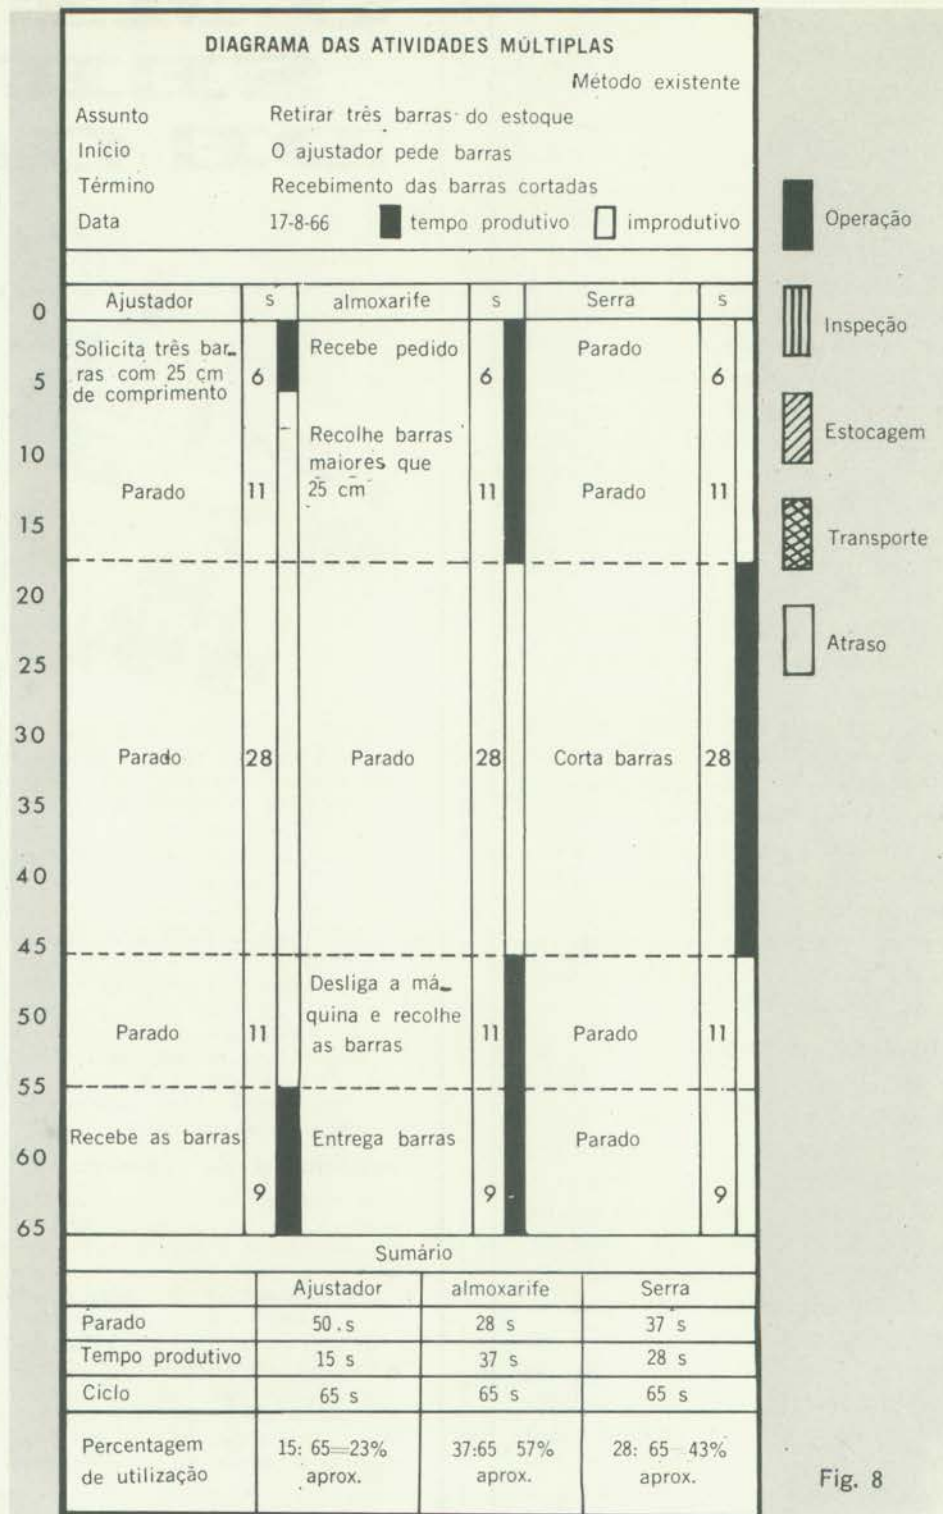 DIAGRAMA DAS ATIVIDADES MÚLTIPLAS
Método existente
Assunto Retirar três barras do estoque
Início O ajustador pede barras
Término Recebimento das barras cortadas
Data 17-8-66 tempo produtivo improdutivo
Operação
Inspeção
Estocagem
Transporte
Atraso
Ajustador s almoxarife s Serra s
0
5
10
15
20
25
30
35
40
45
50
55
60
65
Solicita três bar-
ras com 25 cm
de comprimento
6
Recebe pedido
6
Parado
6
Parado
11
Recolhe barras
maiores que
25 cm
11
Parado
11
Parado 28 Parado 28 Corta barras 28
Parado
11
Desliga a má-
quina e recolhe
as barras
11
Parado
11
Recebe as barras
9
Entrega barras
9
Parado
9
Sumário
Ajustador almoxarife Serra
Parado 50.s 28 s 37 s
Tempo produtivo 15 s 37 s 28 s
Ciclo 65 s 65 s 65 s
Percentagem
de utilização
15: 65=23%
aprox.
37:65 57%
aprox.
28: 65 43%
aprox.
Fig. 8